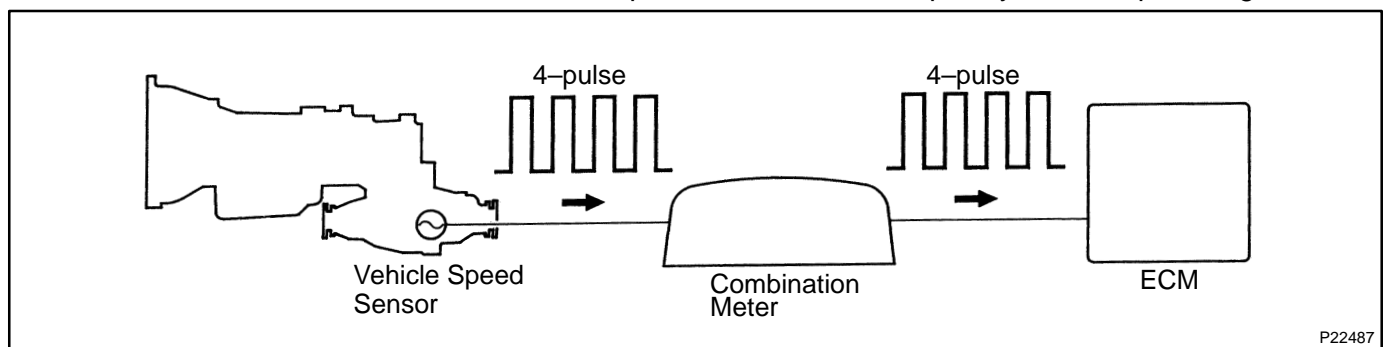 4–pulse
4–pulse
Vehicle Speed
Sensor
Combination
Meter
ECM
P22487